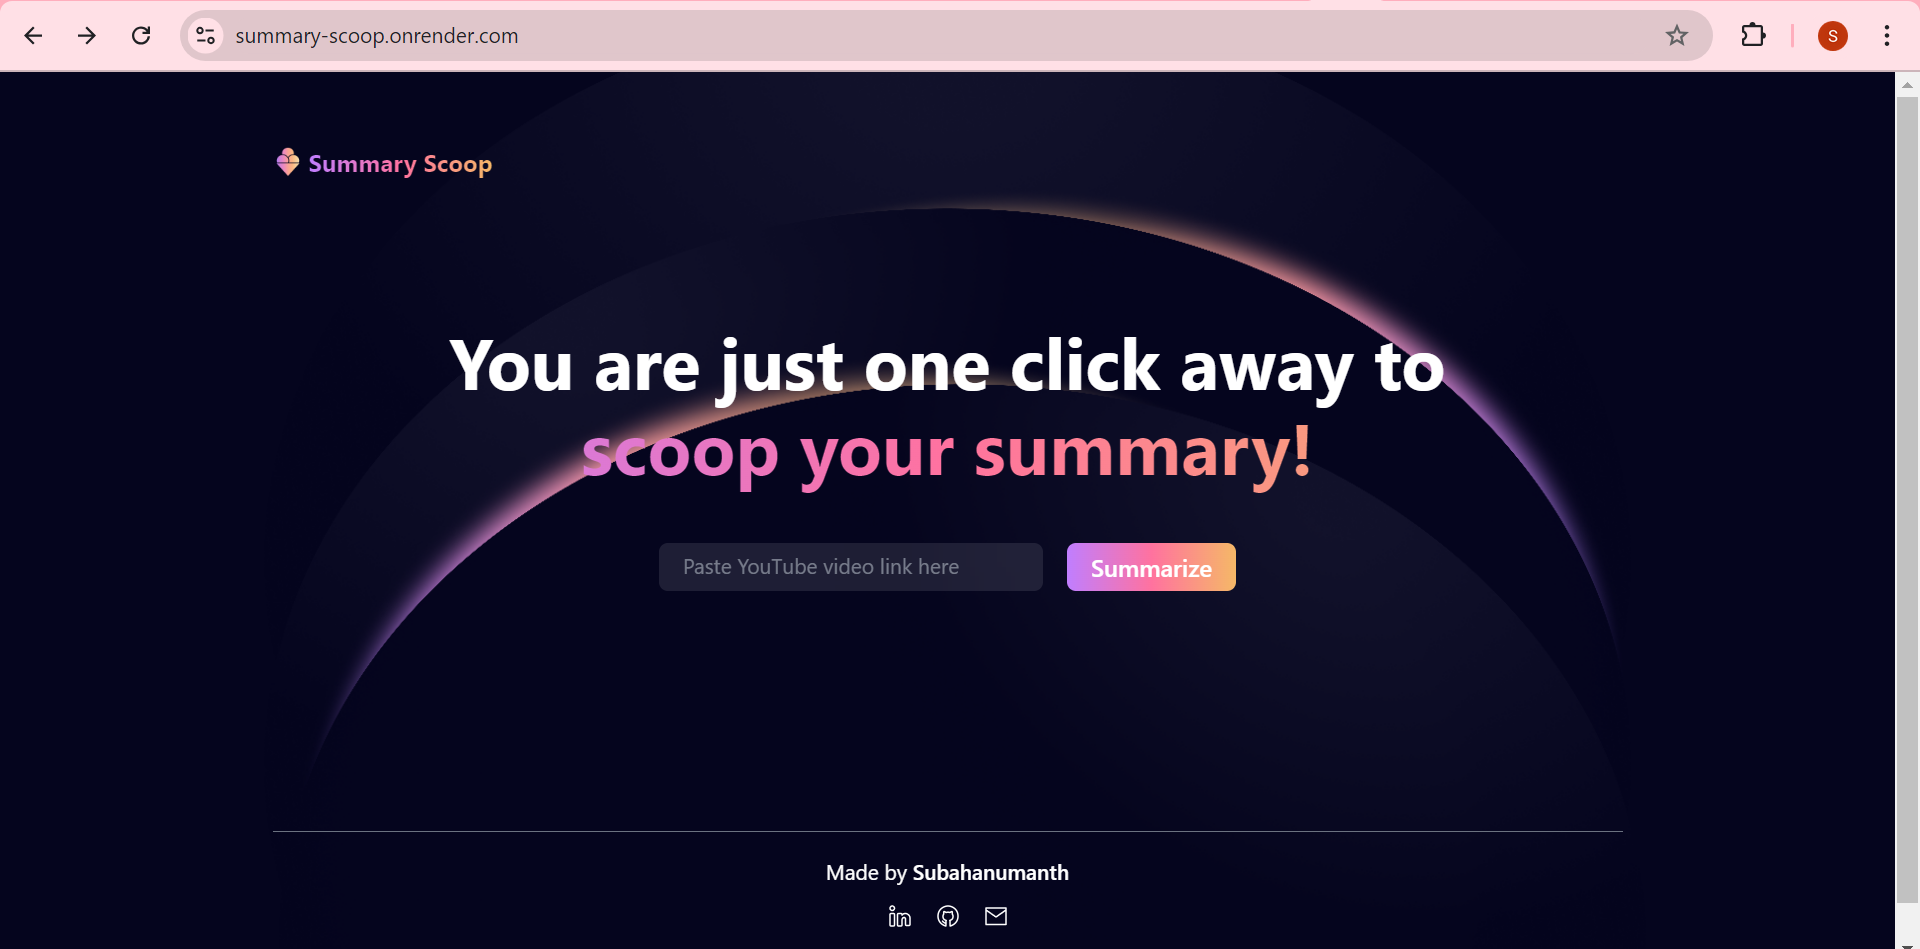 summary-scoop.onrender.com
S
Summary Scoop
You are just one click away to
scoop your summary!
Paste YouTube video link here
Summarize
Made by Subahanumanth
in